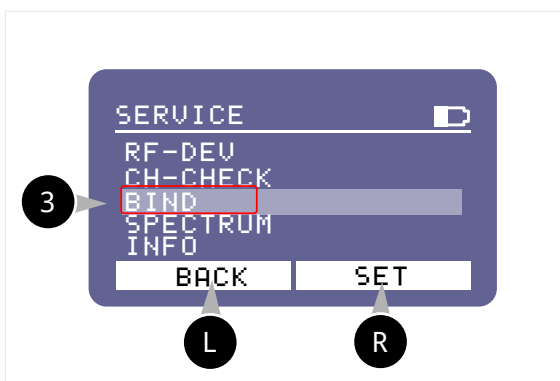 SERVICE
RF-DEV
CH-CHECK
3
BIND
SPECTRUM
INFO
BACK SET
L R